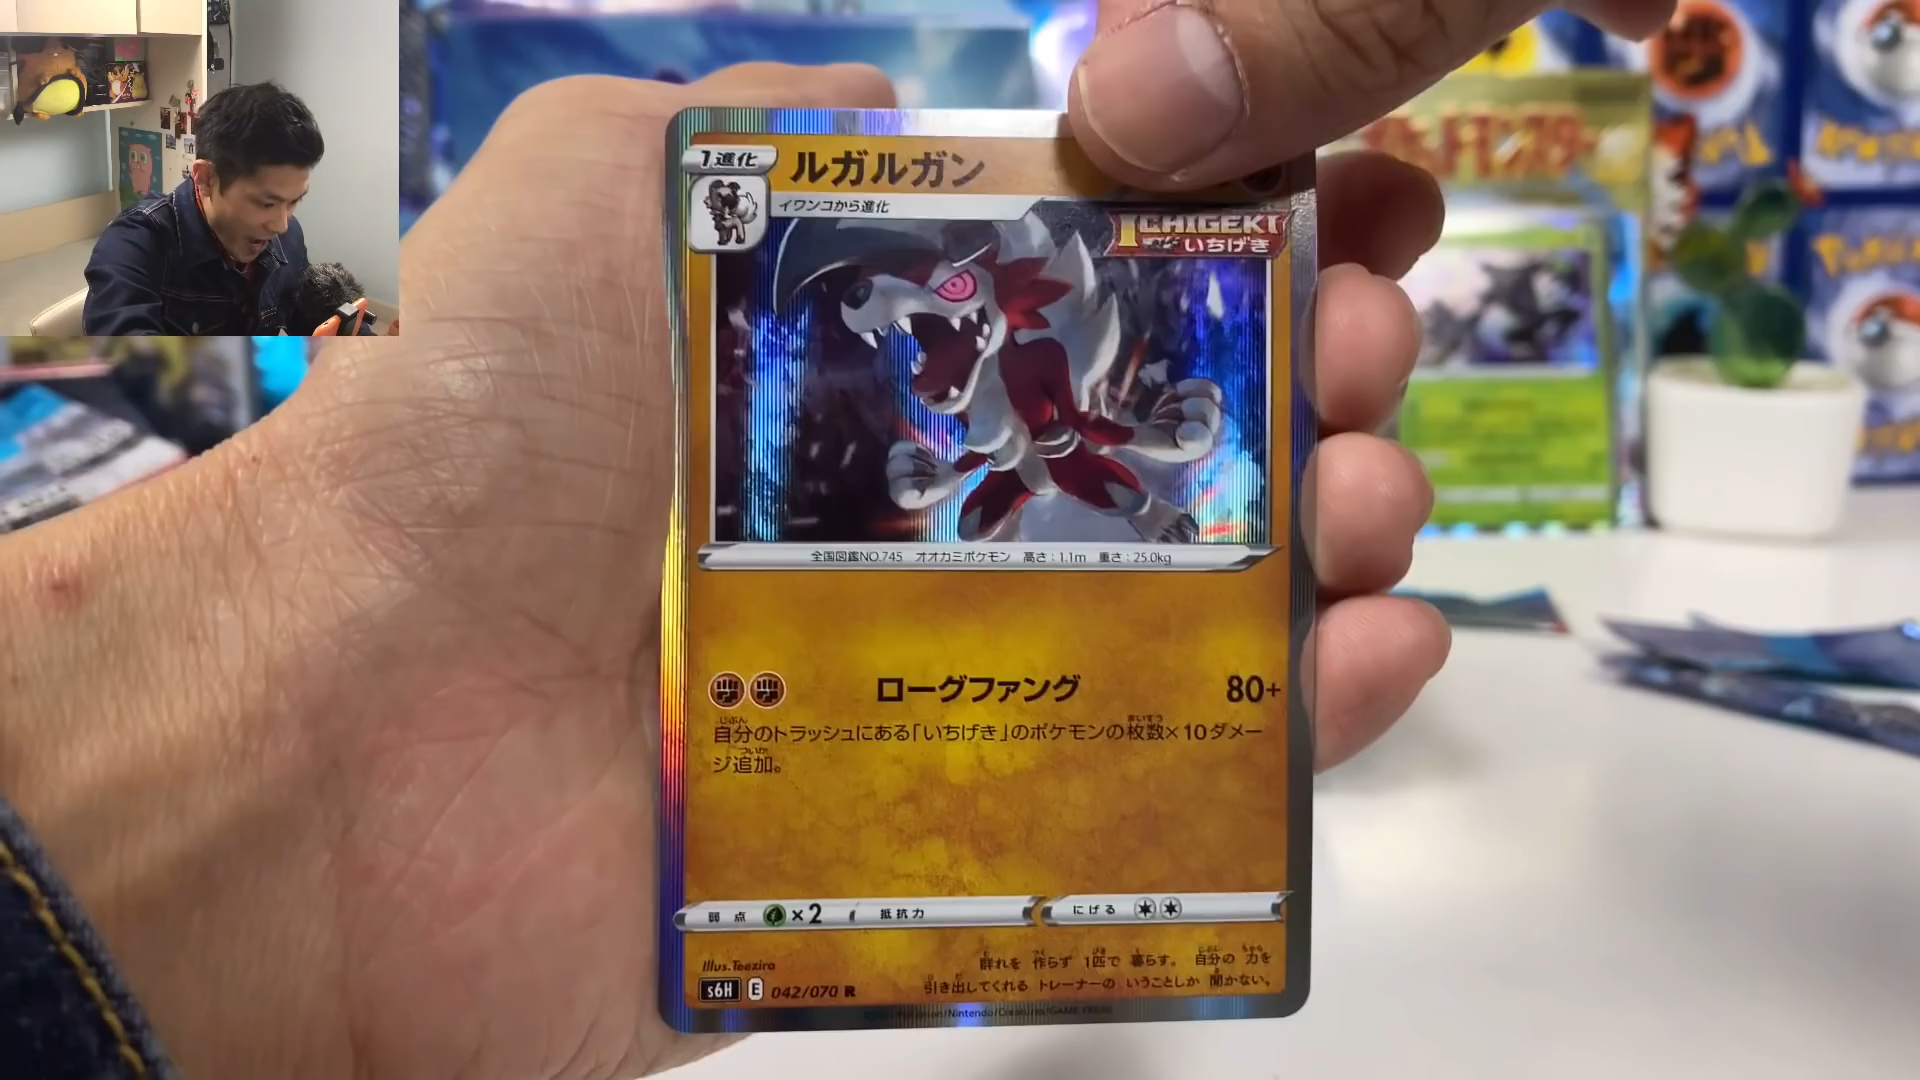 1進化
ルガルガン
イワンコから進化
ICHIGEKI
いちげき
全国図鑑NO.745 オオカミポケモン 高さ:1.1m 重さ:25.0kg
ローグファング 80+
自分のトラッシュにある「いちげき」のポケモンの枚数×10ダメー
ジ追加。
弱点 ×2 抵抗力 にげる
Illus.Teeziro
群れを 作らず 1匹で 暮らす。 自分の 力を
引き出してくれる トレーナーの いうことしか 聞かない。
s6H E 042/070 R